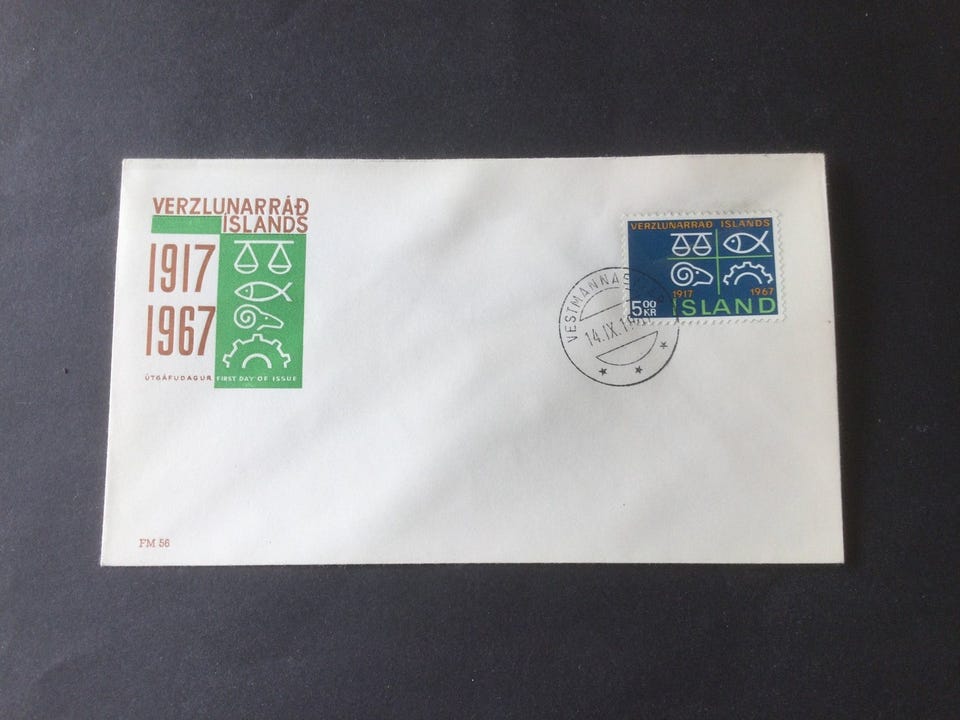 VERZLUNARRÁÐ
ÍSLANDS
1917
1967
ÚTGÁFUDAGUR FIRST DAY OF ISSUE
FM 56
VERZLUNARRÁÐ ÍSLANDS
1917 1967
5.00
KR
ÍSLAND
14.IX.